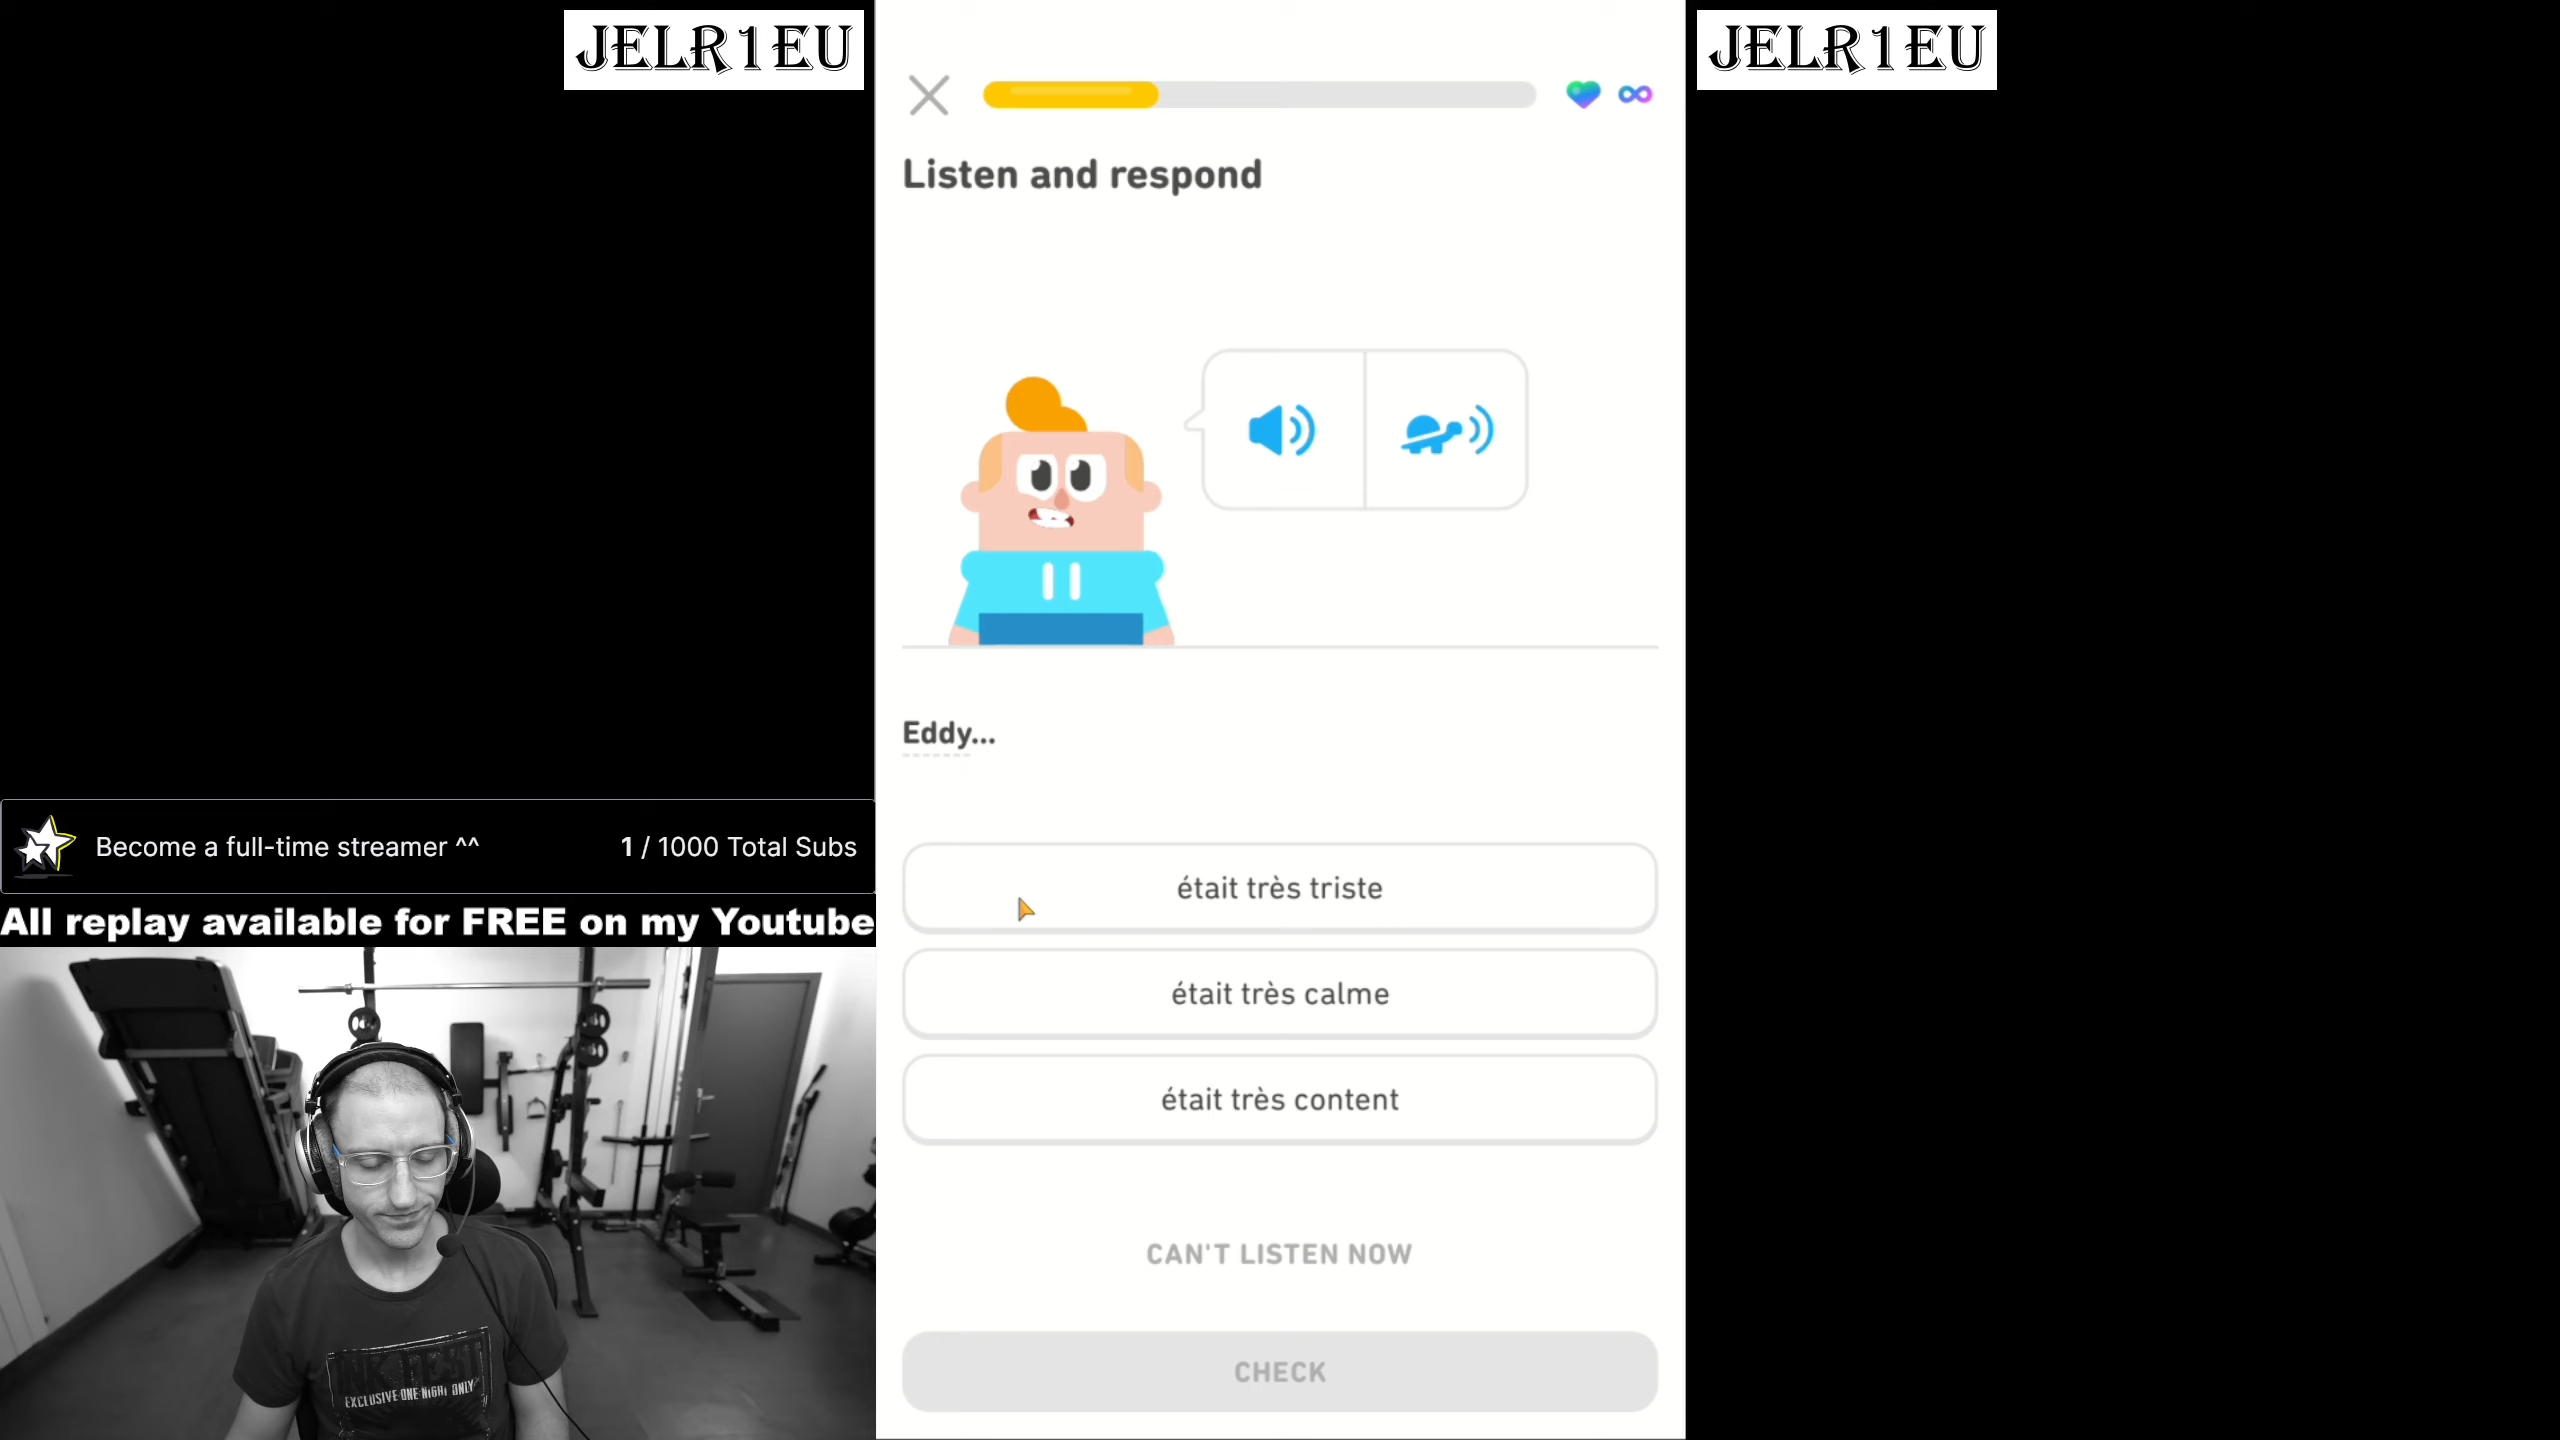 JELR1EU
JELR1EU
Listen and respond
Eddy...
était très triste
était très calme
était très content
CAN'T LISTEN NOW
CHECK
Become a full-time streamer ^^
1 / 1000 Total Subs
All replay available for FREE on my Youtube
EXCLUSIVE ONE NIGHT ONLY